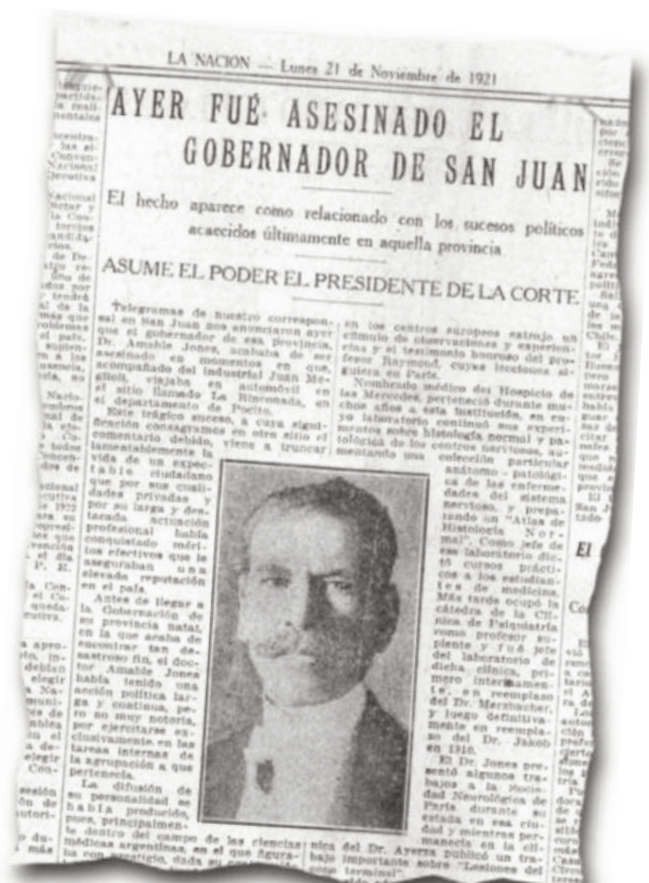 LA NACION — Lunes 21 de Noviembre de 1921
AYER FUÉ ASESINADO EL
GOBERNADOR DE SAN JUAN
El hecho aparece como relacionado con los sucesos políticos
acaecidos últimamente en aquella provincia
ASUME EL PODER EL PRESIDENTE DE LA CORTE
Telegramas de nuestro correspon-
sal en San Juan nos anunciaron ayer
que el gobernador de esa provincia,
Dr. Amable Jones, acababa de ser
asesinado en momentos en que,
acompañado del industrial Juan Me-
glioli, viajaba en automóvil en
el sitio llamado La Rinconada, en
el departamento de Pocito.
Este trágico suceso, a cuya signi-
ficación consagramos en otro sitio el
comentario debido, viene a truncar
lamentablemente la
vida de un expec-
table ciudadano
que por sus cuali-
dades privadas y
por su larga y des-
tacada actuación
profesional había
conquistado méri-
tos efectivos que le
aseguraban una
elevada reputación
en el país.
Antes de llegar a
la Gobernación de
su provincia natal,
en la que acaba de
encontrar tan de-
sastroso fin, el doc-
tor Amable Jones
había tenido una
acción política lar-
ga y continua, pe-
ro no muy notoria,
por ejercitarse ex-
clusivamente en las
tareas internas de
la agrupación a que
pertenecía.
La difusión de
su personalidad se
había producido,
pues, principalmen-
te dentro del campo de las ciencias
médicas argentinas, en el que figura-
ba con prestigio, dada su
en los centros europeos extrajo un
cúmulo de observaciones y experien-
cias y el testimonio honroso del pro-
fesor Raymond, cuyas lecciones si-
guiera en París.
Nombrado médico del Hospicio de
las Mercedes, perteneció durante mu-
chos años a esta institución, en cu-
yo laboratorio continuó sus experi-
mentos sobre histología normal y pa-
tológica de los centros nerviosos, au-
mentando una colección particular
anátomo-patológi-
ca de las enferme-
dades del sistema
nervioso, y prepa-
rando un "Atlas de
Histología Nor-
mal". Como jefe de
ese laboratorio dic-
tó cursos prácti-
cos a los estudian-
tes de medicina.
Más tarde ocupó la
cátedra de la Clí-
nica de Psiquiatría
como profesor su-
plente y fué jefe
del laboratorio de
dicha clínica, pri-
mero interinamen-
te, en reemplazo
del Dr. Merzbacher,
y luego definitiva-
mente en reempla-
zo del Dr. Jakob
en 1910.
El Dr. Jones pre-
sentó algunos tra-
bajos a la Socie-
dad Neurológica de
París durante su
estada en esa ciu-
dad y mientras per-
manecía en la clí-
nica del Dr. Ayerza publicó un tra-
bajo importante sobre "Lesiones del
cono terminal".